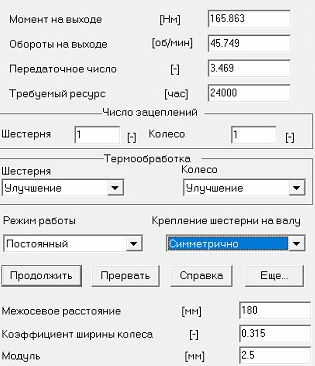 Момент на выходе [Нм] 165.863
Обороты на выходе [об/мин] 45.749
Передаточное число [-] 3.469
Требуемый ресурс [час] 24000
Число зацеплений
Шестерня 1 [-] Колесо 1 [-]
Термообработка
Шестерня Колесо
Улучшение Улучшение
Режим работы Крепление шестерни на валу
Постоянный Симметрично
Продолжить Прервать Справка Еще...
Межосевое расстояние [мм] 180
Коэффициент ширины колеса [-] 0.315
Модуль [мм] 2.5